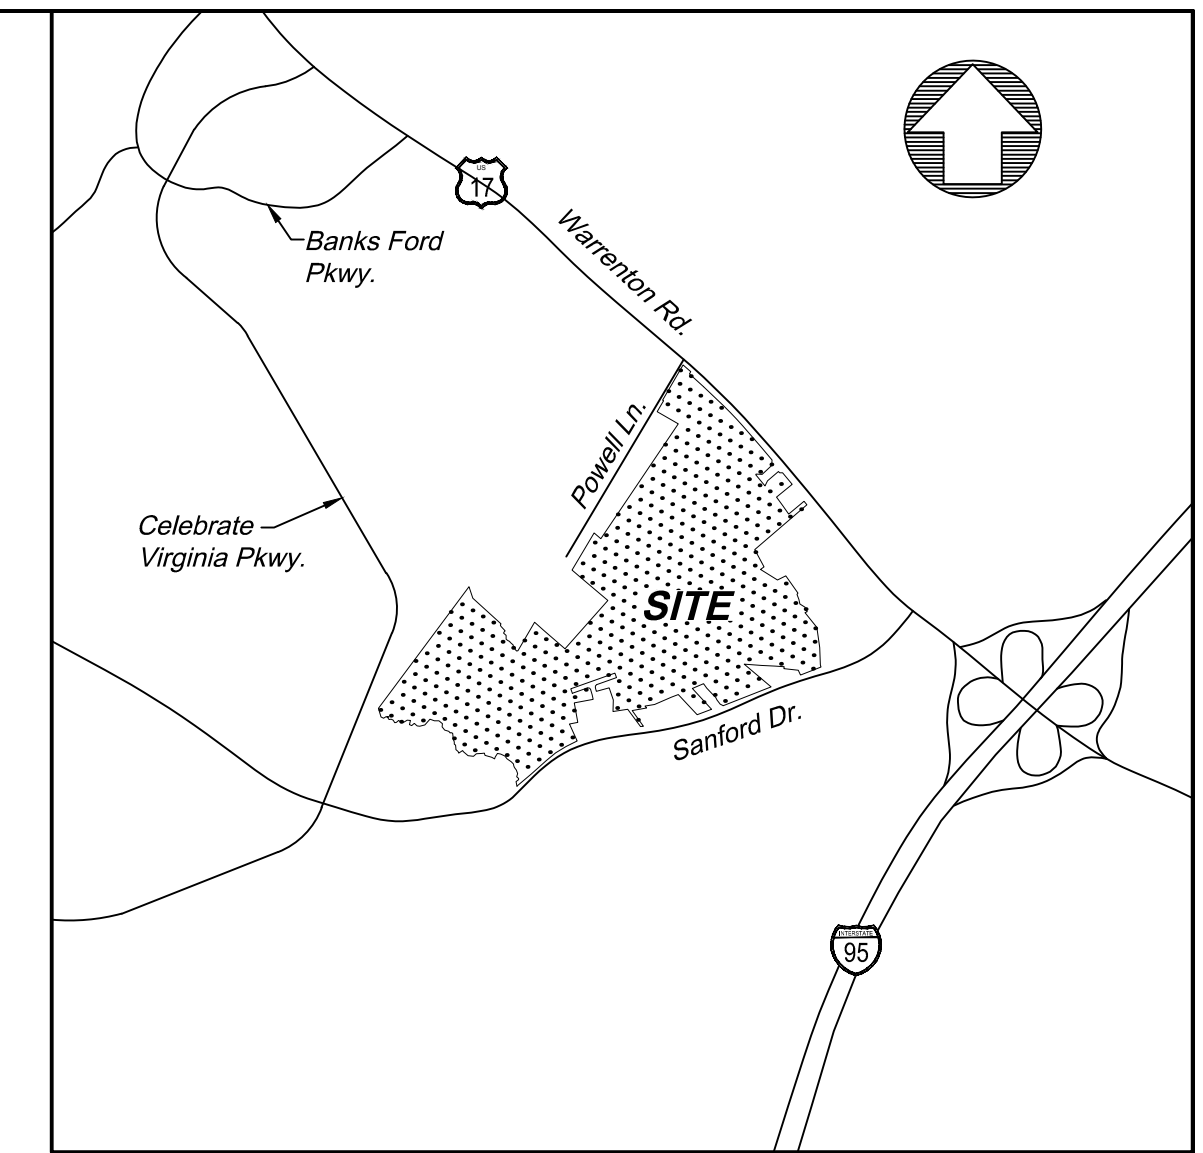 US
17
Warrenton Rd.
Banks Ford
Pkwy.
Powell Ln.
Celebrate
Virginia Pkwy.
SITE
Sanford Dr.
INTERSTATE
95